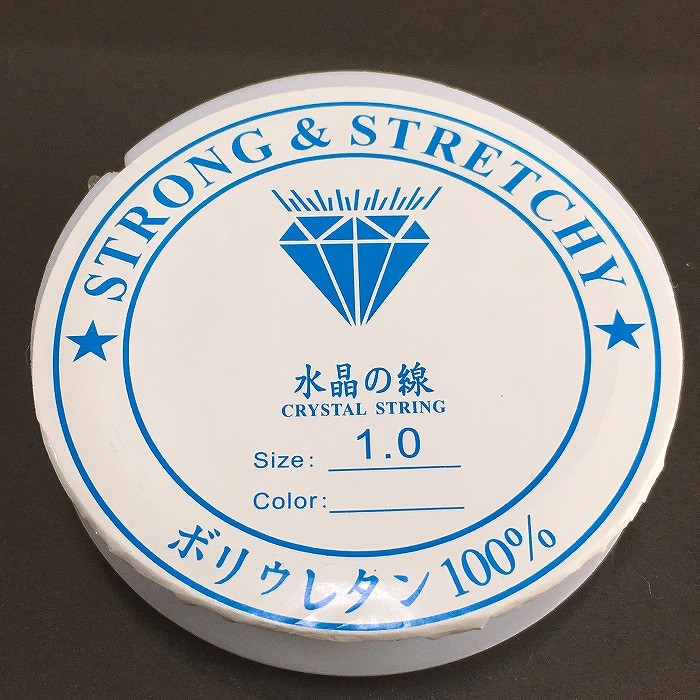 STRONG & STRETCHY
水晶の線
CRYSTAL STRING
Size: 1.0
Color:
ボリゥレタン100%